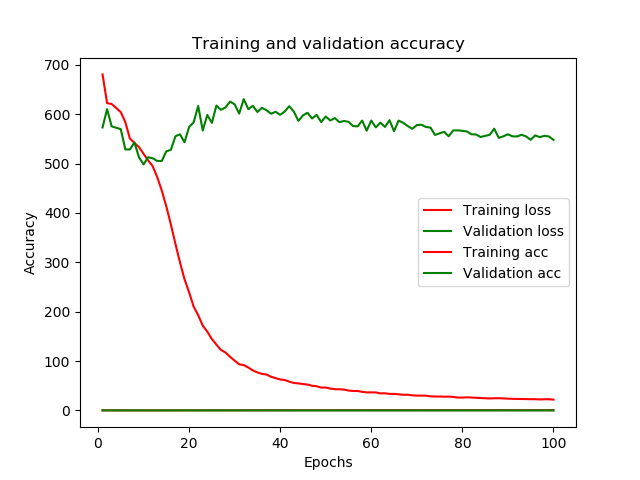 Training and validation accuracy
700
600
500
400
300
200
100
0
Accuracy
Training loss
Validation loss
Training acc
Validation acc
0 20 40 60 80 100
Epochs